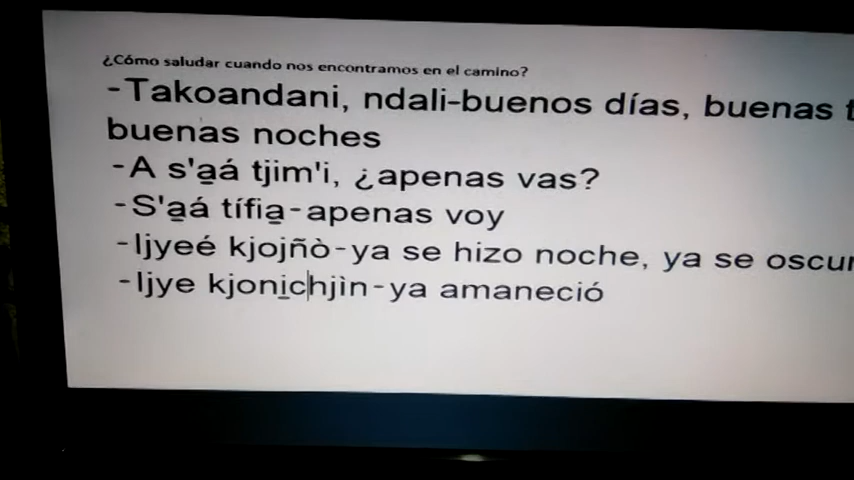 ¿Cómo saludar cuando nos encontramos en el camino?
-Takoandani, ndali-buenos días, buenas
buenas noches
-A s'a̱á tjim'i, ¿apenas vas?
-S'a̱á tífia̱-apenas voy
-Ijyeé kjojñò-ya se hizo noche, ya se
-Ijye kjoni̱chjìn-ya amaneció